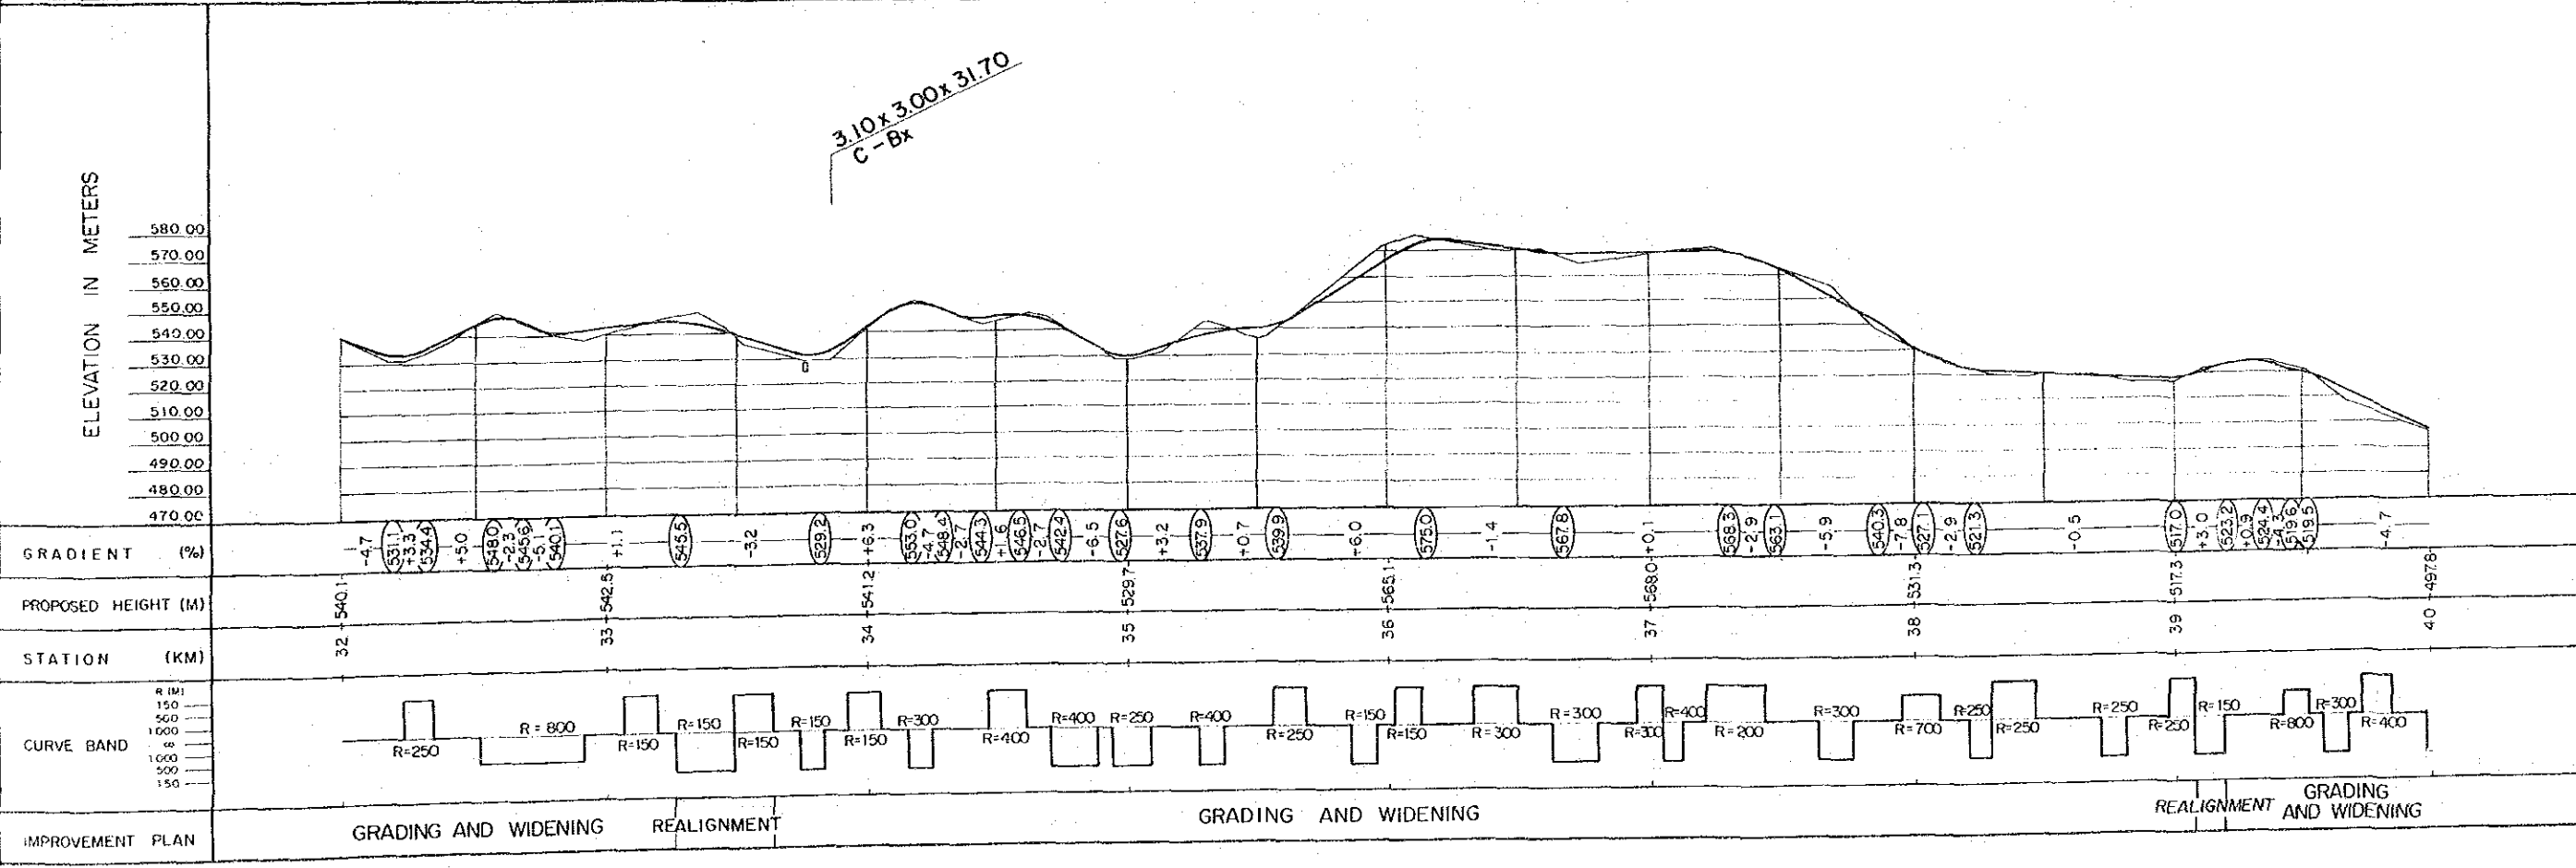 3.10 x 3.00 x 31.70
C - Bx
ELEVATION IN METERS
580.00
570.00
560.00
550.00
540.00
530.00
520.00
510.00
500.00
490.00
480.00
470.00
GRADIENT (%)
-4.7 531.1 +3.3 534.4 +5.0 548.0 -2.3 545.6 -5.1 540.1 +1.1 545.5 -3.2 529.2 +6.3 553.0 -4.7 548.4 -2.7 544.3 +1.6 546.5 -2.7 542.4 -6.5 527.6 +3.2 537.9 +0.7 539.9 +6.0 575.0 -1.4 567.8 +0.1 568.3 -2.9 563.1 -5.9 540.3 -7.8 527.1 -2.9 521.3 -0.5 517.0 +3.0 523.2 +0.9 524.4 -4.3 519.6 519.5 -4.7
PROPOSED HEIGHT (M)
540.1 542.5 541.2 529.7 565.1 568.0 531.3 517.3 497.8
STATION (KM)
32 33 34 35 36 37 38 39 40
R (M)
150
500
1000
∞
1000
500
150
CURVE BAND
R=250 R=800 R=150 R=150 R=150 R=150 R=150 R=300 R=400 R=400 R=250 R=400 R=250 R=150 R=150 R=300 R=300 R=300 R=400 R=200 R=300 R=700 R=250 R=250 R=250 R=250 R=150 R=800 R=300 R=400
IMPROVEMENT PLAN
GRADING AND WIDENING REALIGNMENT GRADING AND WIDENING REALIGNMENT GRADING
AND WIDENING